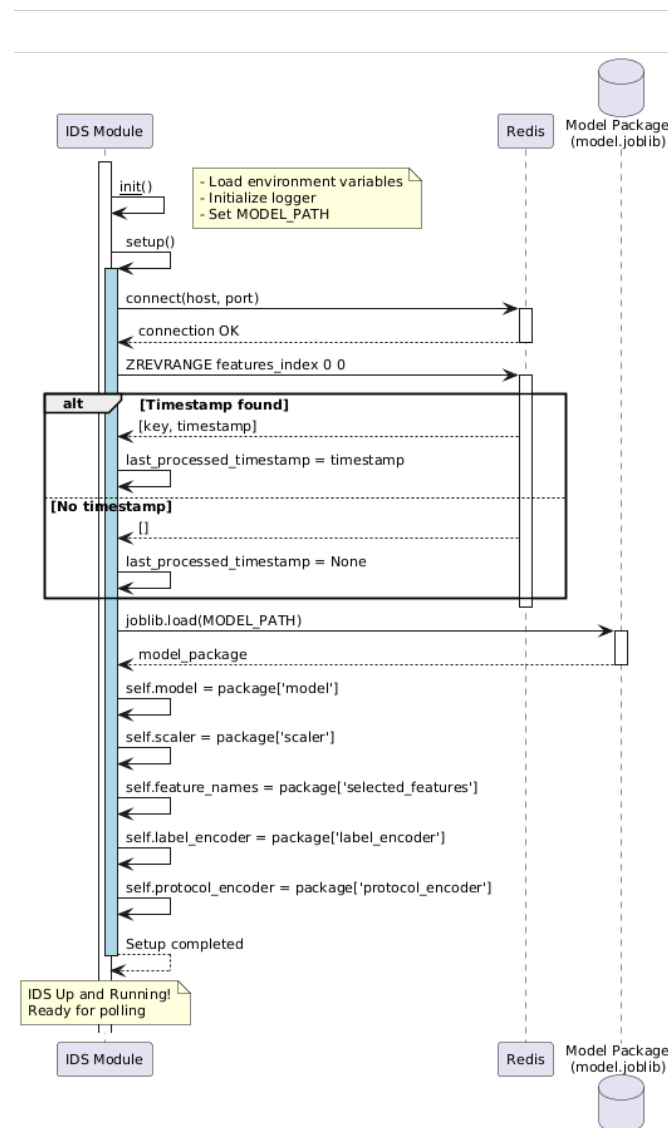 IDS Module
Redis
Model Package
(model.joblib)
init()
- Load environment variables
- Initialize logger
- Set MODEL_PATH
setup()
connect(host, port)
connection OK
ZREVRANGE features_index 0 0
alt
[Timestamp found]
[key, timestamp]
last_processed_timestamp = timestamp
[No timestamp]
[]
last_processed_timestamp = None
joblib.load(MODEL_PATH)
model_package
self.model = package['model']
self.scaler = package['scaler']
self.feature_names = package['selected_features']
self.label_encoder = package['label_encoder']
self.protocol_encoder = package['protocol_encoder']
Setup completed
IDS Up and Running!
Ready for polling
IDS Module
Redis
Model Package
(model.joblib)